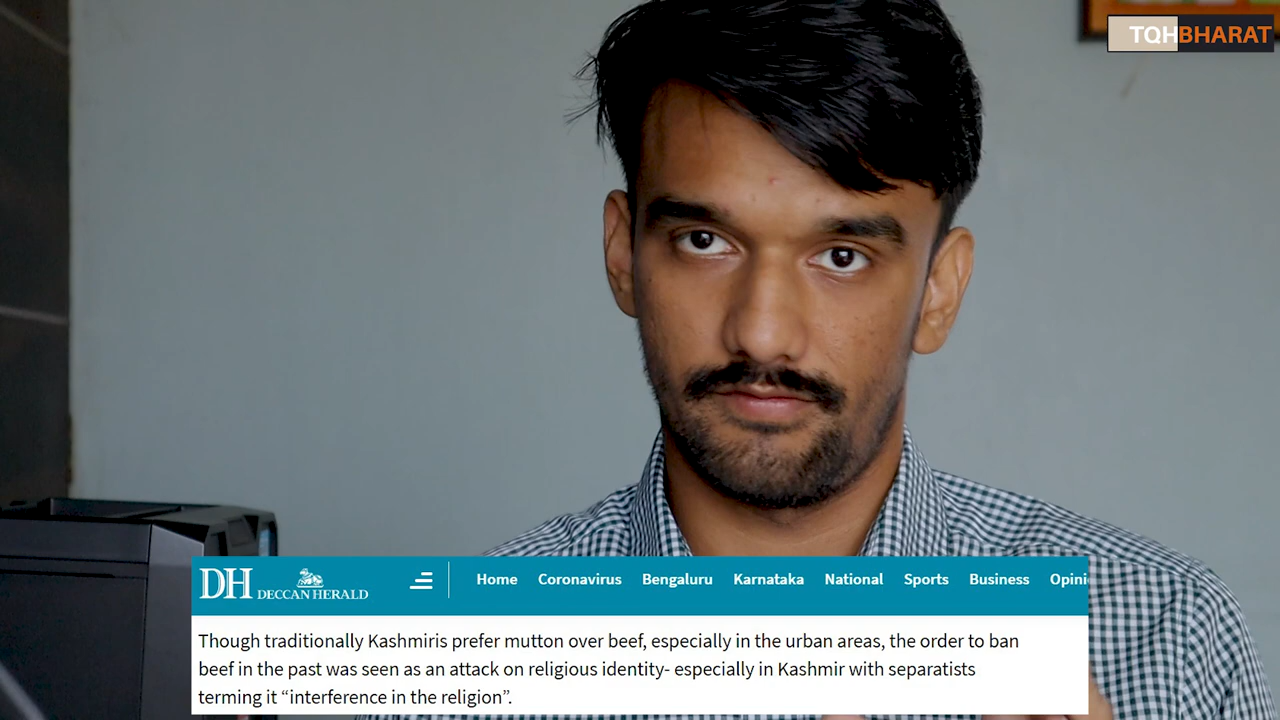 TQHBHARAT
DH DECCAN HERALD Home Coronavirus Bengaluru Karnataka National Sports Business Opini
Though traditionally Kashmiris prefer mutton over beef, especially in the urban areas, the order to ban
beef in the past was seen as an attack on religious identity- especially in Kashmir with separatists
terming it “interference in the religion”.